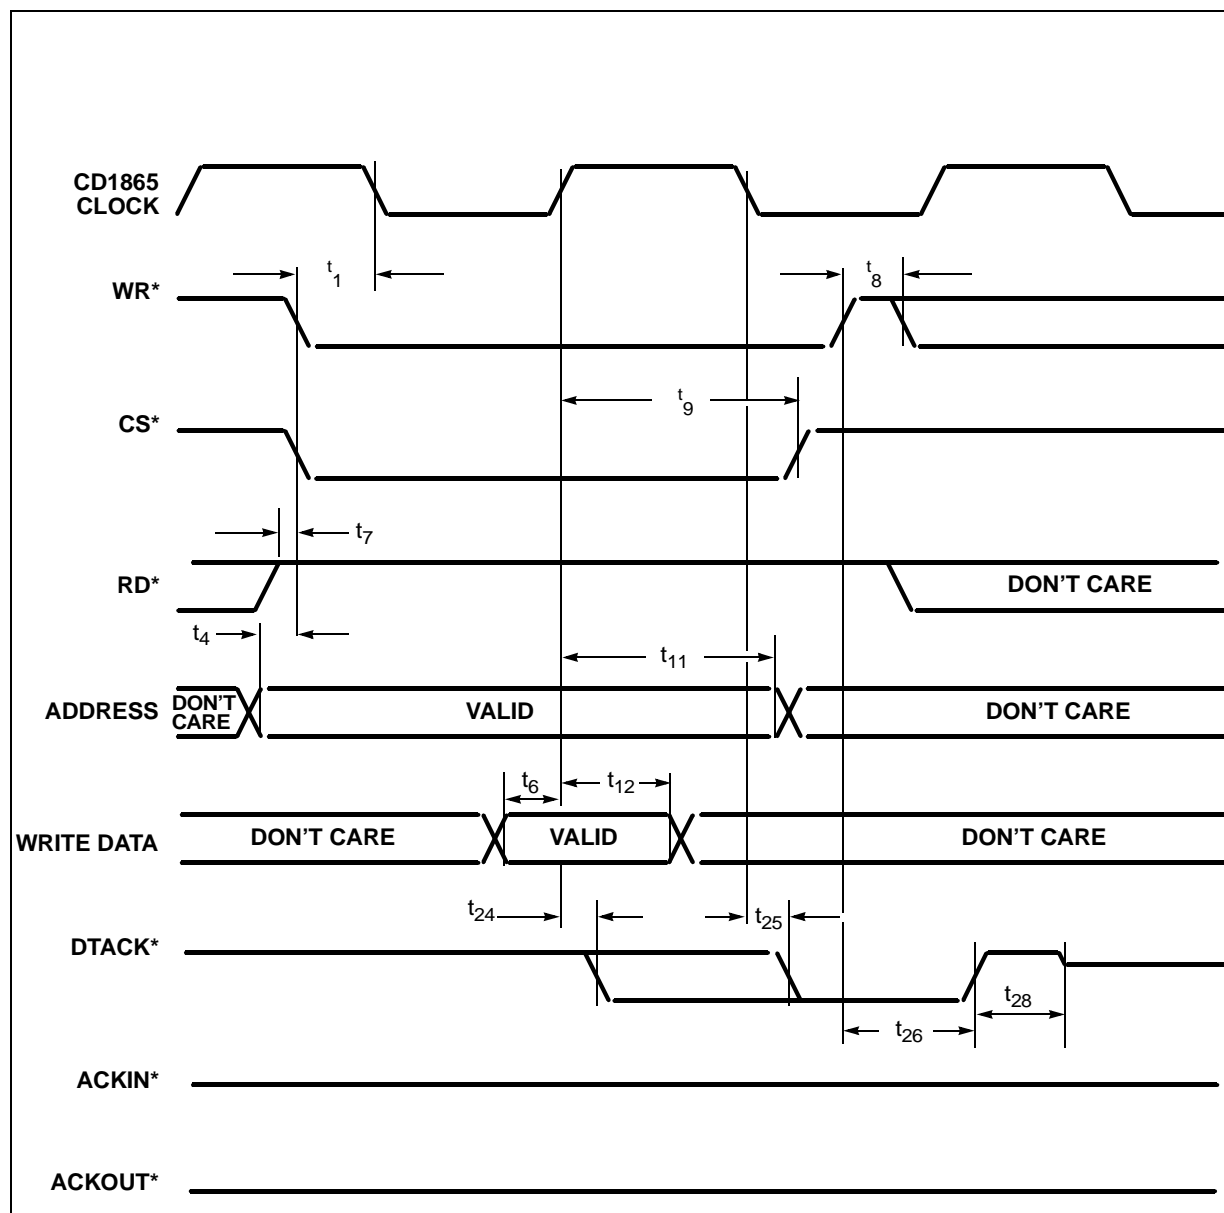 CD1865
CLOCK
t1
WR*
t8
CS*
t9
RD*
t7
DON'T CARE
t4
t11
ADDRESS
DON'T
CARE
VALID
DON'T CARE
t6
t12
WRITE DATA
DON'T CARE
VALID
DON'T CARE
t24
t25
DTACK*
t28
t26
ACKIN*
ACKOUT*